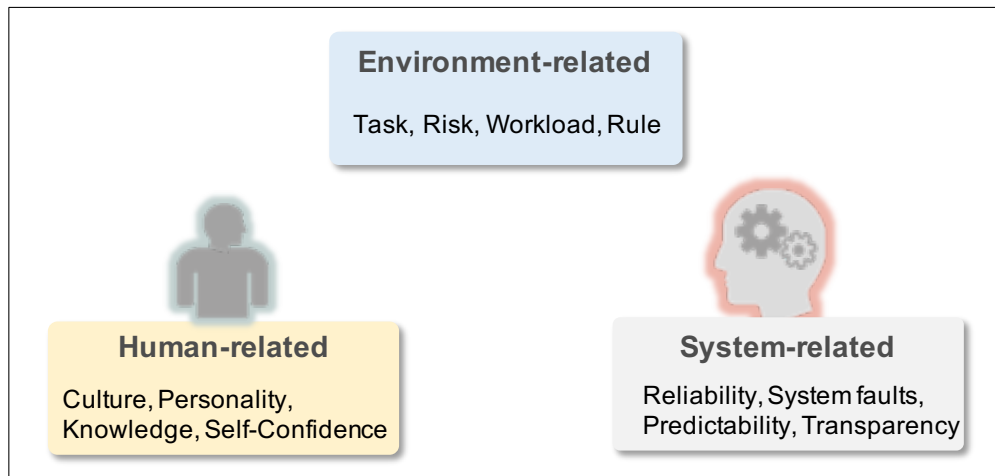 Environment-related
Task, Risk, Workload, Rule
Human-related
Culture, Personality,
Knowledge, Self-Confidence
System-related
Reliability, System faults,
Predictability, Transparency